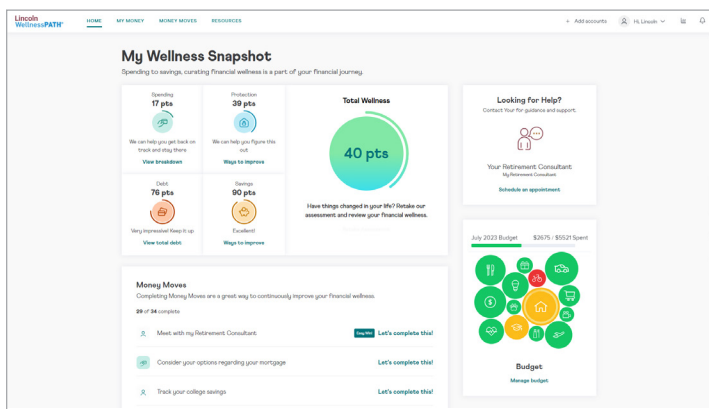 Lincoln
WellnessPATH®
HOME
MY MONEY
MONEY MOVES
RESOURCES
+ Add accounts
Hi, Lincoln
My Wellness Snapshot
Spending to savings, curating financial wellness is a part of your financial journey.
Spending
17 pts
We can help you get back on
track and stay there
View breakdown
Protection
39 pts
We can help you figure this
out
Ways to improve
Debt
76 pts
Very impressive! Keep it up
View total debt
Savings
90 pts
Excellent!
Ways to improve
Total Wellness
40 pts
Have things changed in your life? Retake our
assessment and review your financial wellness.
Looking for Help?
Contact Your for guidance and support.
Your Retirement Consultant
My Retirement Consultant
Schedule an appointment
July 2023 Budget
$2675 / $5521 Spent
Budget
Manage budget
Money Moves
Completing Money Moves are a great way to continuously improve your financial wellness.
29 of 34 complete
Meet with my Retirement Consultant
Easy Win!
Let's complete this!
Consider your options regarding your mortgage
Let's complete this!
Track your college savings
Let's complete this!